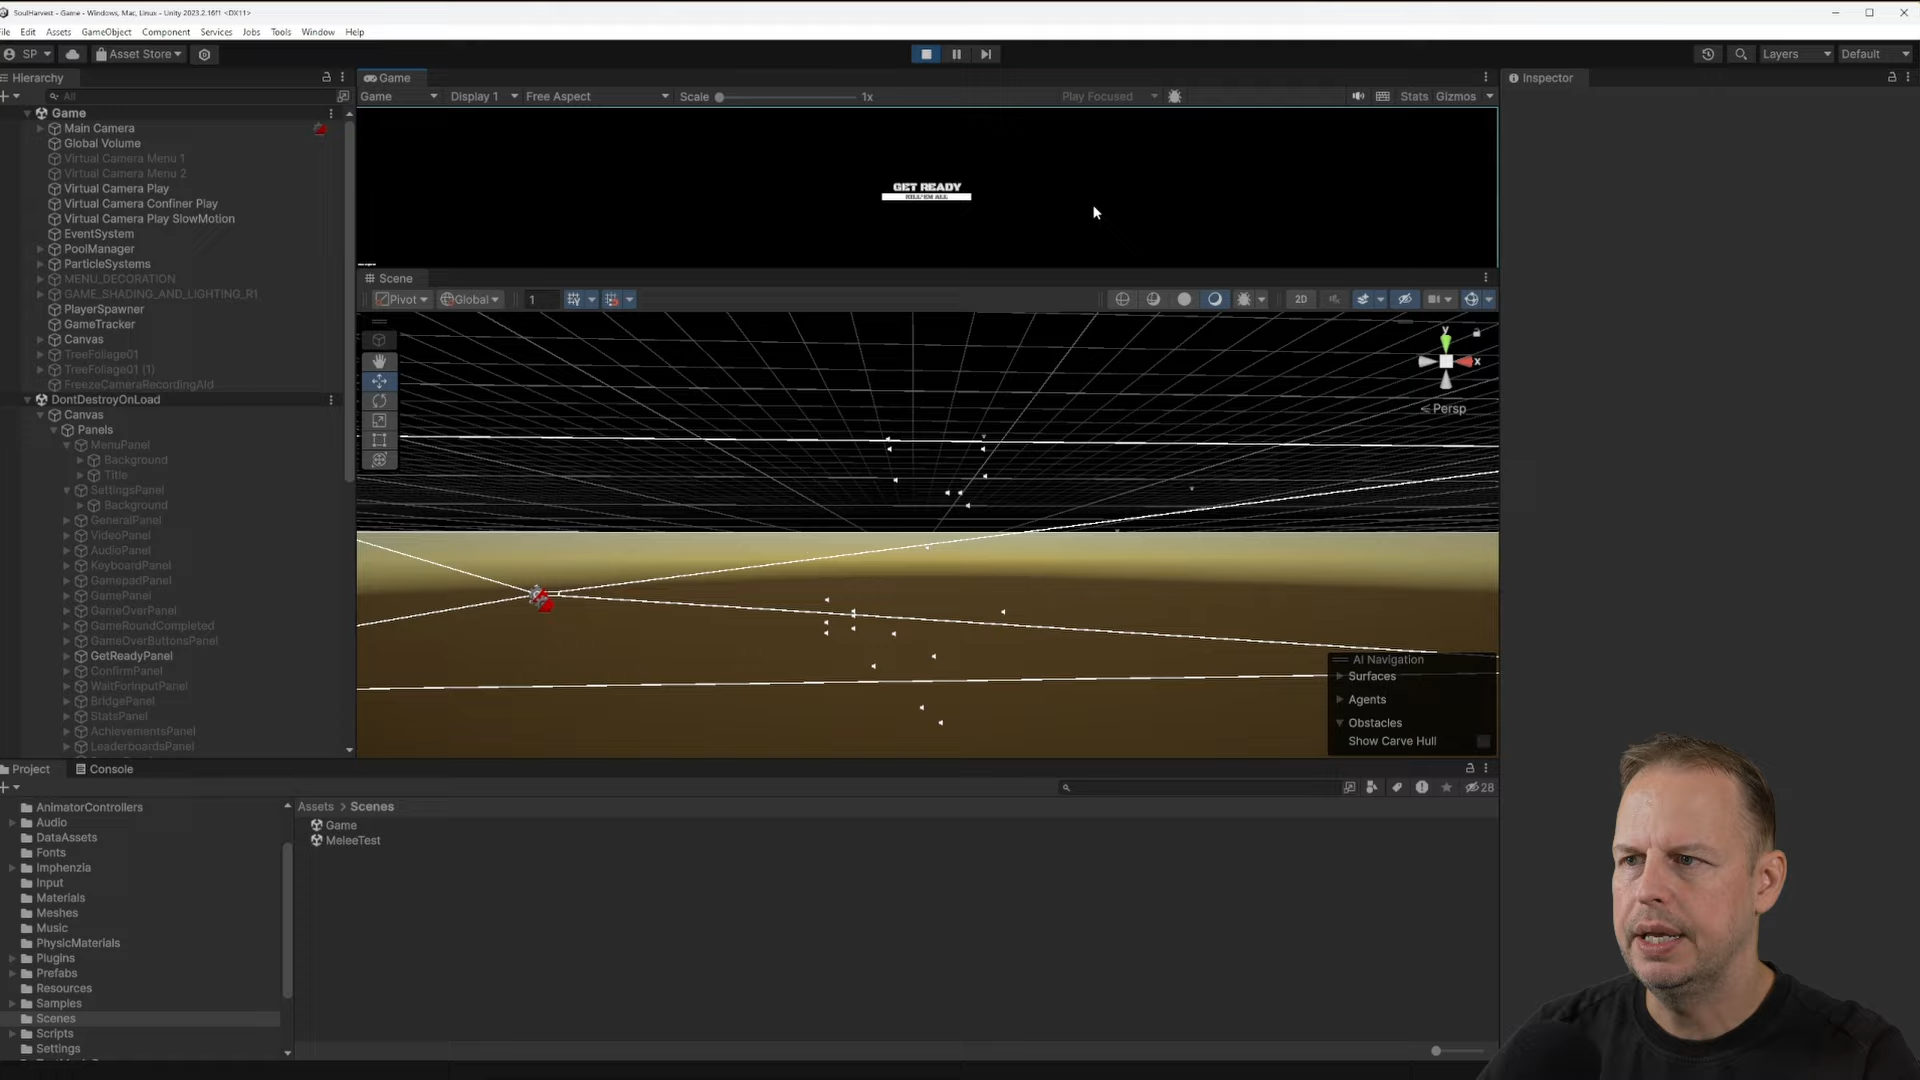 SoulHarvest - Game - Windows, Mac, Linux - Unity 2023.2.16f1 <DX11>
File Edit Assets GameObject Component Services Jobs Tools Window Help
SP Asset Store Layers Default
Hierarchy
All
Game
Main Camera
Global Volume
Virtual Camera Menu 1
Virtual Camera Menu 2
Virtual Camera Play
Virtual Camera Confiner Play
Virtual Camera Play SlowMotion
EventSystem
PoolManager
ParticleSystems
MENU_DECORATION
GAME_SHADING_AND_LIGHTING_R1
PlayerSpawner
GameTracker
Canvas
TreeFoliage01
TreeFoliage01 (1)
FreezeCameraRecordingAid
DontDestroyOnLoad
Canvas
Panels
MenuPanel
Background
Title
SettingsPanel
Background
GeneralPanel
VideoPanel
AudioPanel
KeyboardPanel
GamepadPanel
GamePanel
GameOverPanel
GameRoundCompleted
GameOverButtonsPanel
GetReadyPanel
ConfirmPanel
WaitForInputPanel
BridgePanel
StatsPanel
AchievementsPanel
LeaderboardsPanel
Game
Game Display 1 Free Aspect Scale 1x Play Focused Stats Gizmos
GET READY
KILL'EM ALL
Scene
Pivot Global 1 2D
y
x
Persp
AI Navigation
Surfaces
Agents
Obstacles
Show Carve Hull
Inspector
Project Console
28
AnimatorControllers
Audio
DataAssets
Fonts
Imphenzia
Input
Materials
Meshes
Music
PhysicMaterials
Plugins
Prefabs
Resources
Samples
Scenes
Scripts
Settings
Assets > Scenes
Game
MeleeTest